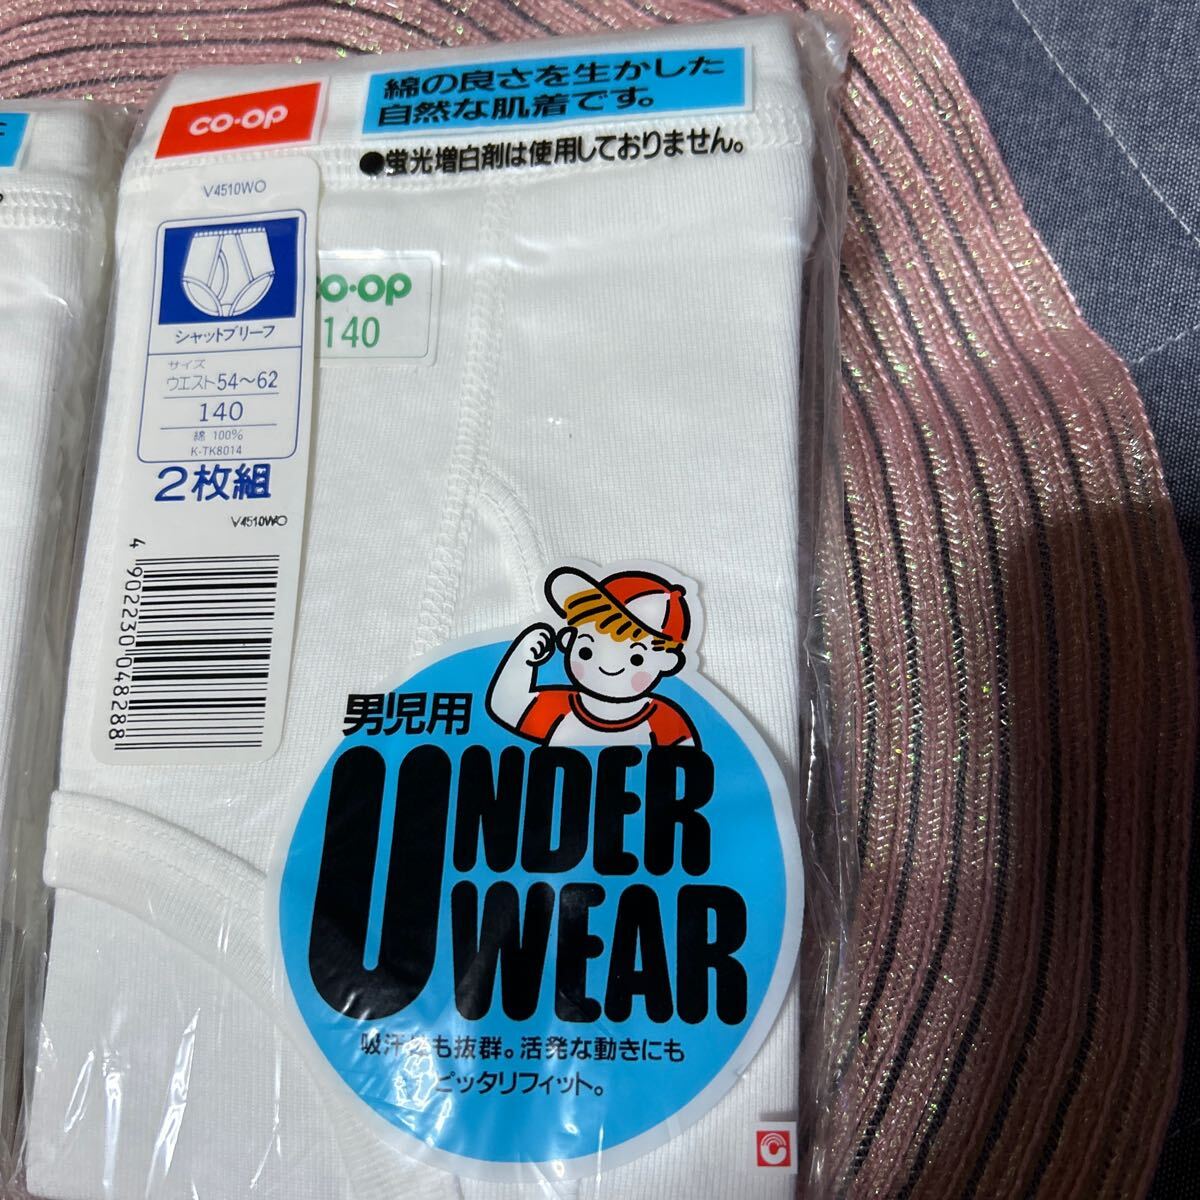 co・op
綿の良さを生かした
自然な肌着です。
●蛍光増白剤は使用しておりません。
V4510WO
シャットブリーフ
サイズ
ウエスト54〜62
140
綿 100%
K-TK8014
2枚組
V4510WO
4 902230 048288
co・op
140
男児用
UNDER
WEAR
吸汗性も抜群。活発な動きにも
ピッタリフィット。